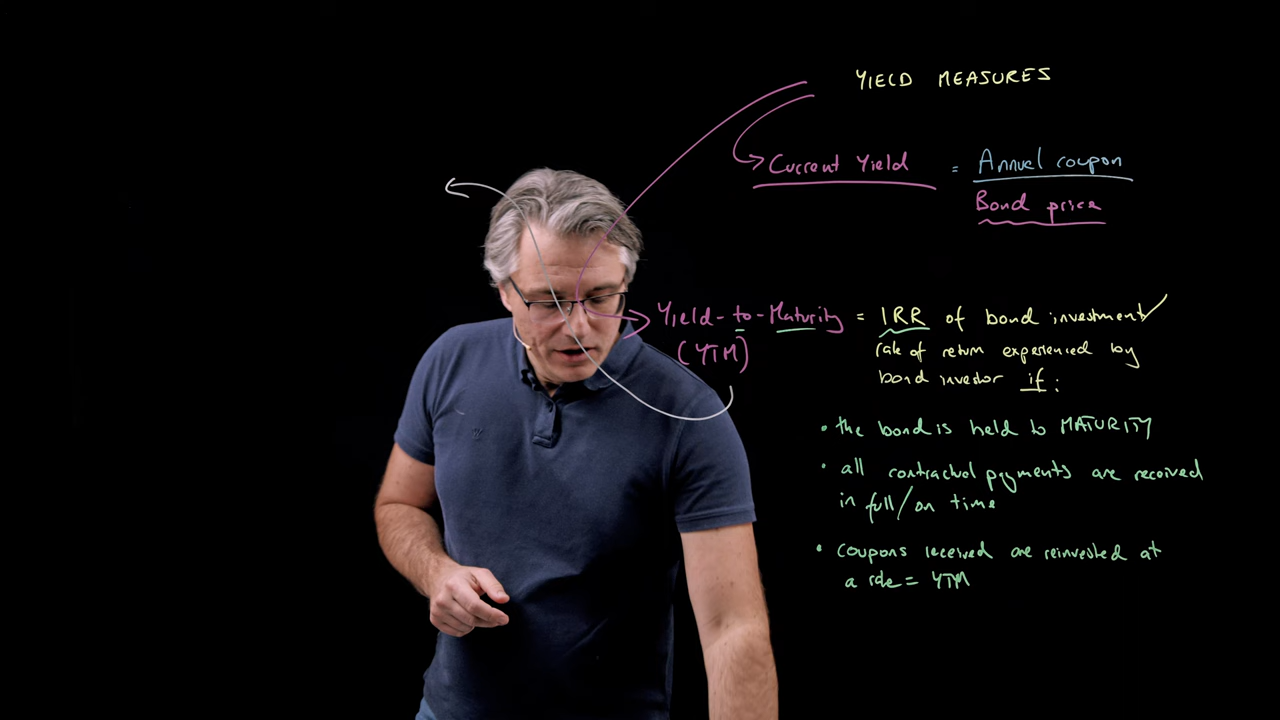 YIELD MEASURES
Current Yield = Annual coupon
Bond price
Yield-to-Maturity = IRR of bond investment
(YTM) rate of return experienced by
bond investor if:
• the bond is held to MATURITY
• all contractual payments are received
in full/on time
• coupons received are reinvested at
a rate = YTM